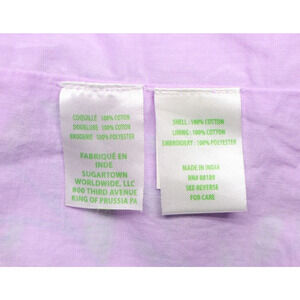 COQUILLE: 100% COTON
DOUBLURE: 100% COTON
BRODERIE: 100% POLYESTER
FABRIQUÉ EN
INDE
SUGARTOWN
WORLDWIDE, LLC
800 THIRD AVENUE
KING OF PRUSSIA PA
SHELL: 100% COTTON
LINING: 100% COTTON
EMBROIDERY: 100% POLYESTER
MADE IN INDIA
RN# 80189
SEE REVERSE
FOR CARE